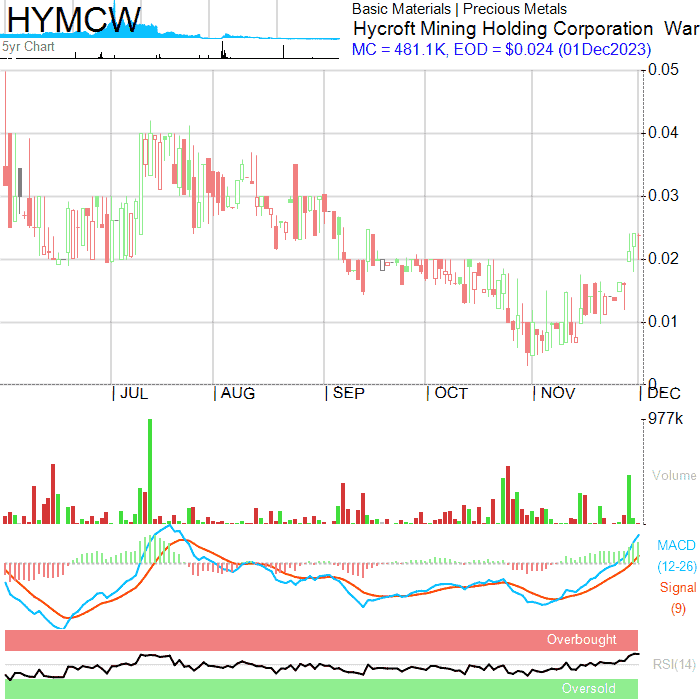 HYMCW
5yr Chart
Basic Materials | Precious Metals
Hycroft Mining Holding Corporation War
MC = 481.1K, EOD = $0.024 (01Dec2023)
0.05
0.04
0.03
0.02
0.01
0
JUL AUG SEP OCT NOV DEC
977k
Volume
MACD
(12-26)
Signal
(9)
Overbought
RSI(14)
Oversold